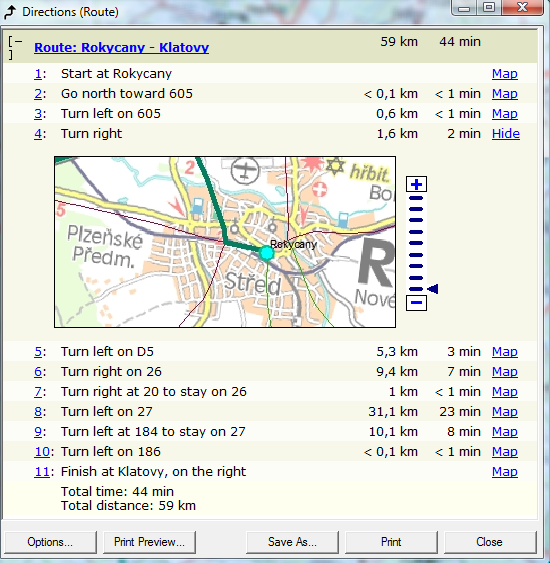 Directions (Route)
[–] Route: Rokycany - Klatovy 59 km 44 min
1: Start at Rokycany Map
2: Go north toward 605 < 0,1 km < 1 min Map
3: Turn left on 605 0,6 km < 1 min Map
4: Turn right 1,6 km 2 min Hide
2
hřbit.
Bo
5
Rokycany
Plzeňské
Předm.
R
Střed
Nové
5: Turn left on D5 5,3 km 3 min Map
6: Turn right on 26 9,4 km 7 min Map
7: Turn right at 20 to stay on 26 1 km < 1 min Map
8: Turn left on 27 31,1 km 23 min Map
9: Turn left at 184 to stay on 27 10,1 km 8 min Map
10: Turn left on 186 < 0,1 km < 1 min Map
11: Finish at Klatovy, on the right Map
Total time: 44 min
Total distance: 59 km
Options... Print Preview... Save As... Print Close